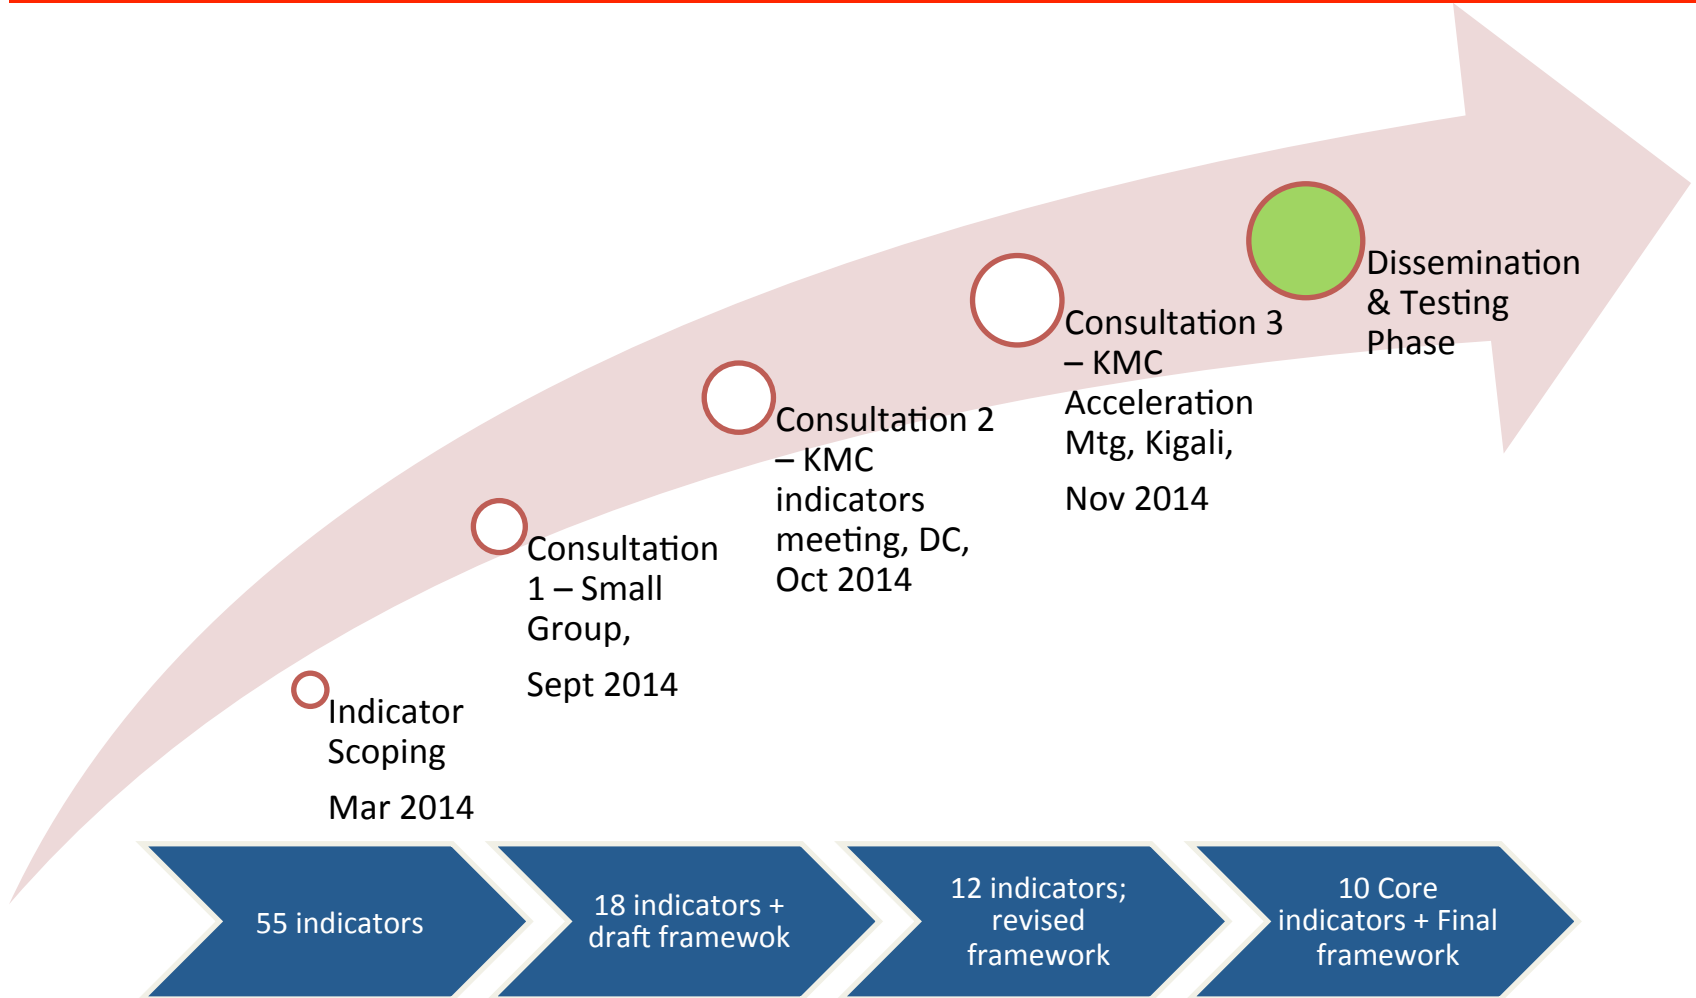 Indicator
Scoping
Mar 2014
Consultation
1 – Small
Group,
Sept 2014
Consultation 2
– KMC
indicators
meeting, DC,
Oct 2014
Consultation 3
– KMC
Acceleration
Mtg, Kigali,
Nov 2014
Dissemination
& Testing
Phase
55 indicators
18 indicators +
draft framewok
12 indicators;
revised
framework
10 Core
indicators + Final
framework